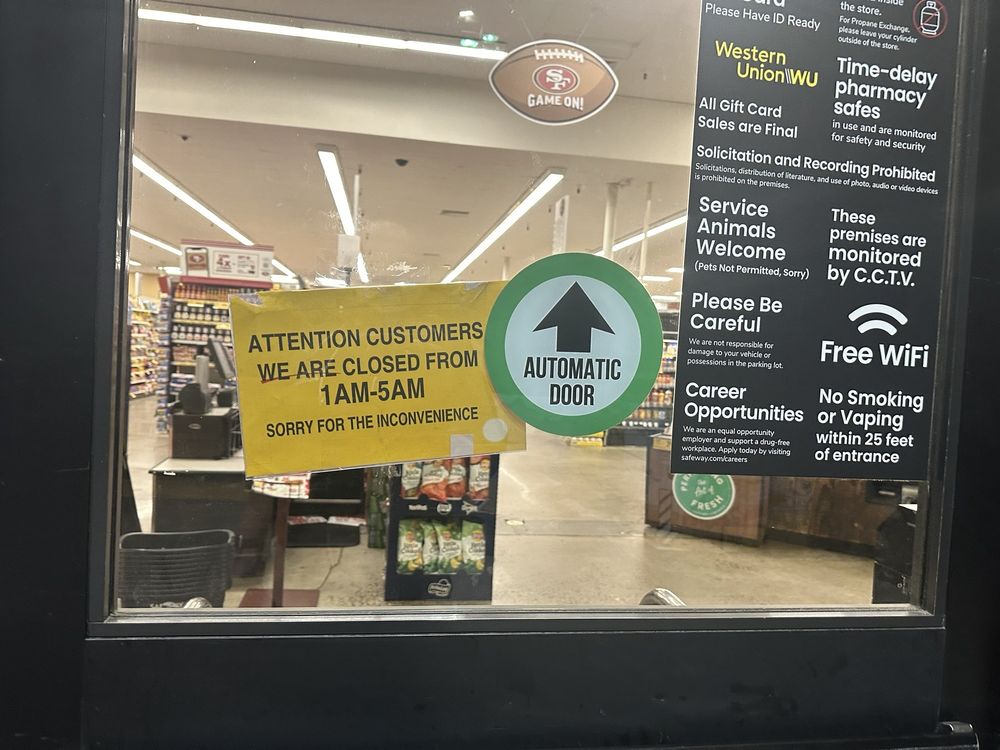 SF
GAME ON!
ATTENTION CUSTOMERS
WE ARE CLOSED FROM
1AM-5AM
SORRY FOR THE INCONVENIENCE
AUTOMATIC
DOOR
Please Have ID Ready
Western
Union\\WU
All Gift Card
Sales are Final
the store.
For Propane Exchange,
please leave your cylinder
outside of the store.
Time-delay
pharmacy
safes
in use and are monitored
for safety and security
Solicitation and Recording Prohibited
Solicitations, distribution of literature, and use of photo, audio or video devices
is prohibited on the premises.
Service
Animals
Welcome
(Pets Not Permitted, Sorry)
These
premises are
monitored
by C.C.T.V.
Please Be
Careful
We are not responsible for
damage to your vehicle or
possessions in the parking lot.
Free WiFi
Career
Opportunities
We are an equal opportunity
employer and support a drug-free
workplace. Apply today by visiting
safeway.com/careers
No Smoking
or Vaping
within 25 feet
of entrance
The
Art of
FRESH